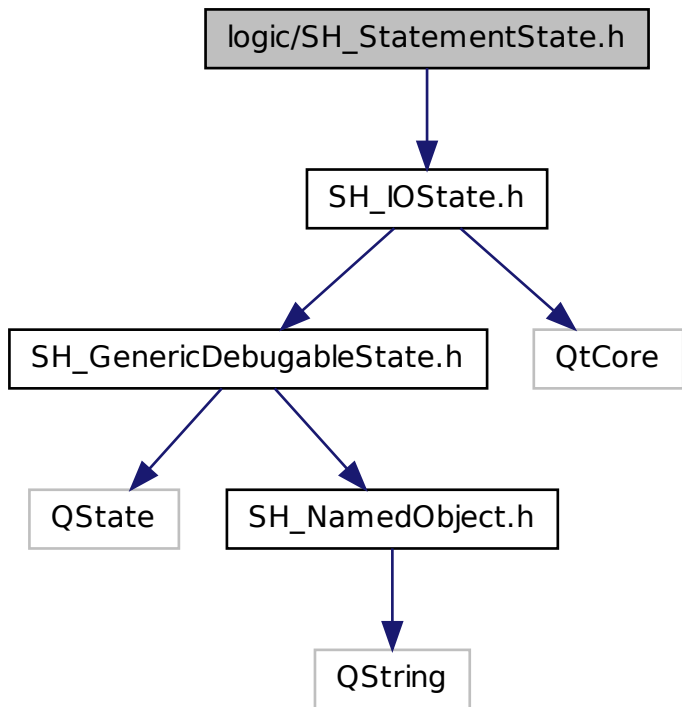 logic/SH_StatementState.h
SH_IOState.h
SH_GenericDebugableState.h
QtCore
QState
SH_NamedObject.h
QString